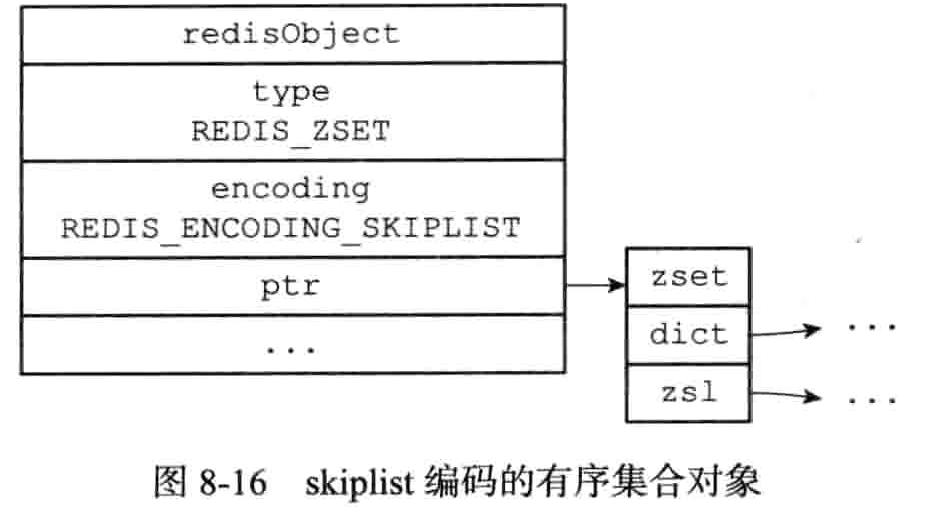 redisObject
type
REDIS_ZSET
encoding
REDIS_ENCODING_SKIPLIST
ptr
...
zset
dict
...
zsl
...
图 8-16 skiplist 编码的有序集合对象